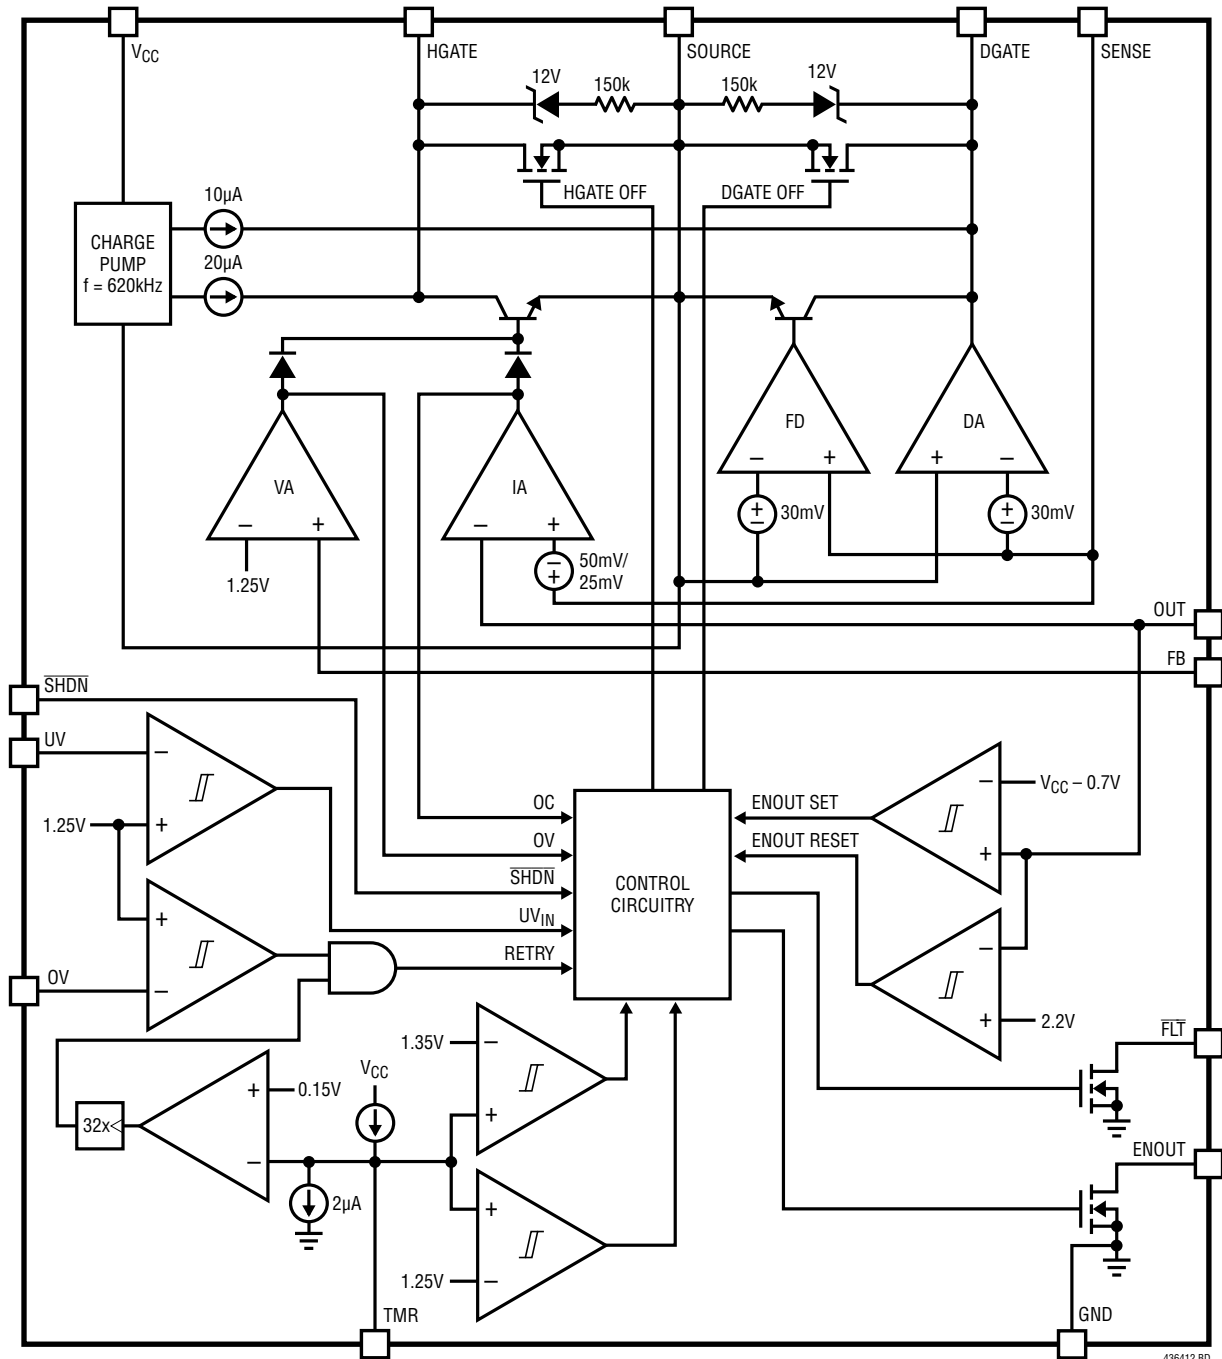 VCC
HGATE
SOURCE
DGATE
SENSE
12V
150k
150k
12V
HGATE OFF
DGATE OFF
10µA
CHARGE
PUMP
f = 620kHz
20µA
FD
DA
–
+
+
–
VA
IA
–
+
–
+
+
–
30mV
+
–
30mV
1.25V
–
+
50mV/
25mV
OUT
FB
SHDN
UV
–
1.25V
+
+
OV
–
OC
OV
SHDN
UVIN
RETRY
CONTROL
CIRCUITRY
ENOUT SET
ENOUT RESET
–
VCC – 0.7V
+
–
+
2.2V
FLT
1.35V
–
+
VCC
+
0.15V
32x
–
2µA
+
1.25V
–
ENOUT
TMR
GND
436412 BD